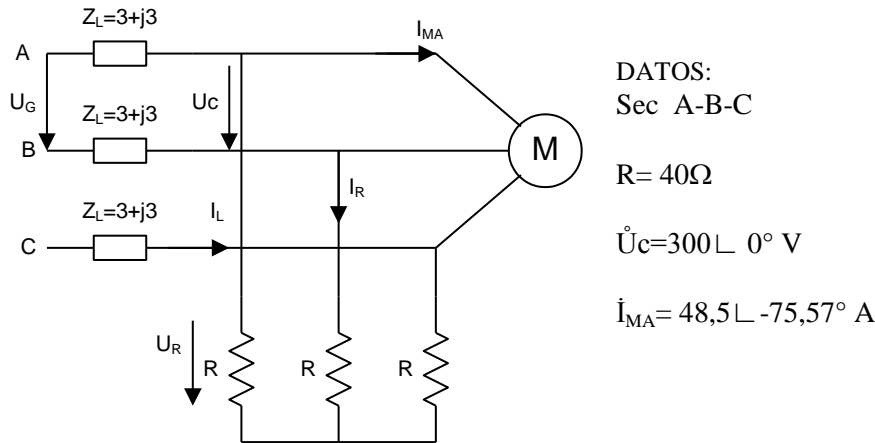 Z_L=3+j3
A
I_MA
U_G
Uc
Z_L=3+j3
B
M
I_R
Z_L=3+j3
I_L
C
U_R
R
R
R
DATOS:
Sec A-B-C
R= 40Ω
Ůc=300∟ 0° V
İ_MA= 48,5∟-75,57° A